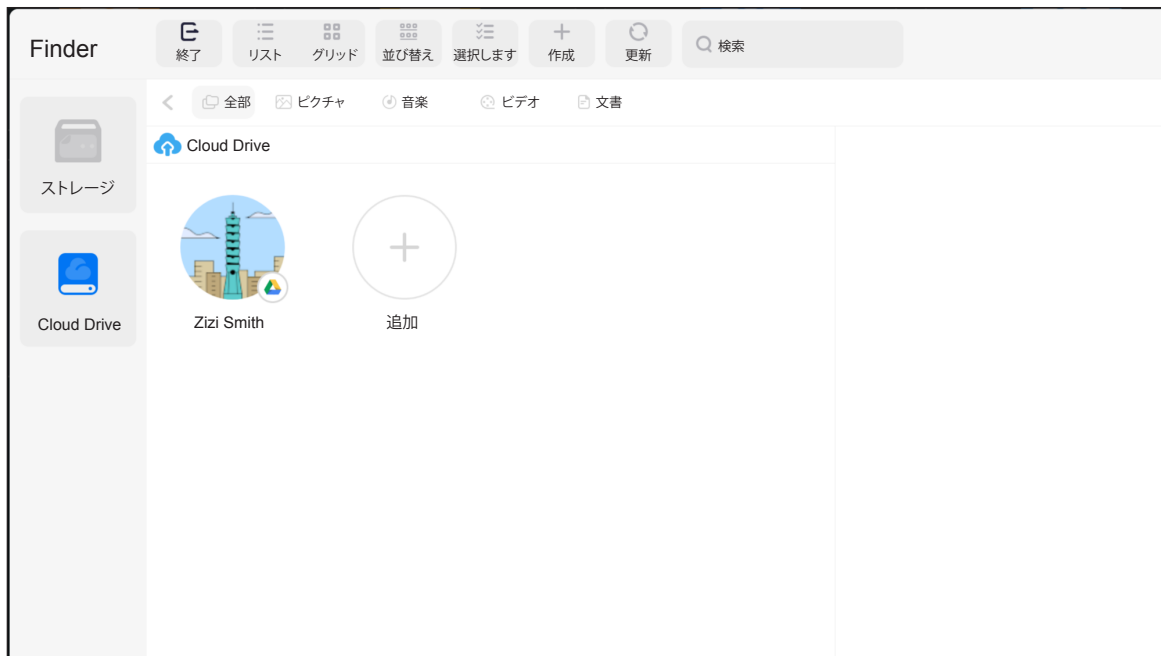 Finder
終了
リスト
グリッド
並び替え
選択します
作成
更新
検索
全部
ピクチャ
音楽
ビデオ
文書
Cloud Drive
ストレージ
Cloud Drive
Zizi Smith
追加